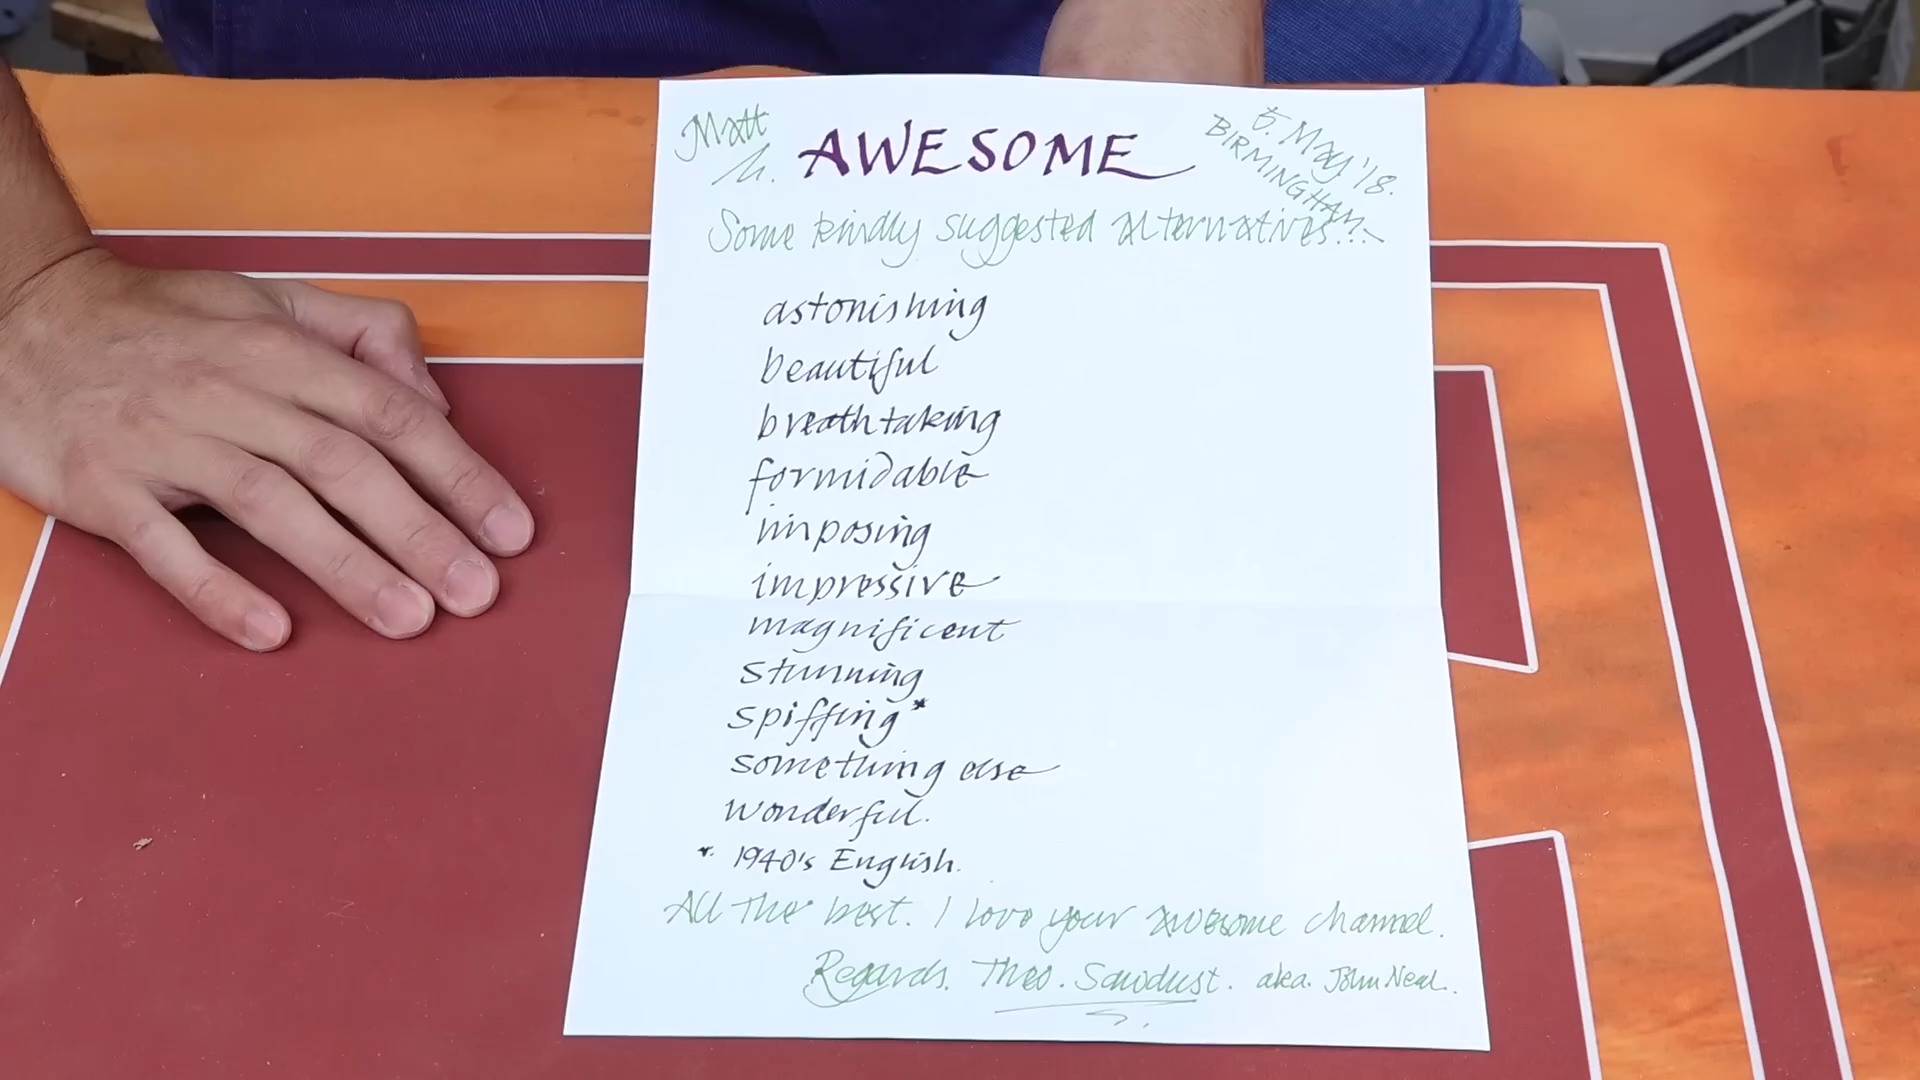 Matt
AWESOME
5. May '18.
BIRMINGHAM
Some kindly suggested alternatives...
astonishing
beautiful
breathtaking
formidable
imposing
impressive
magnificent
stunning
spiffing*
something else
wonderful.
* 1940's English.
All the best. I love your awesome channel.
Regards. Theo. Sawdust. aka. John Neal.